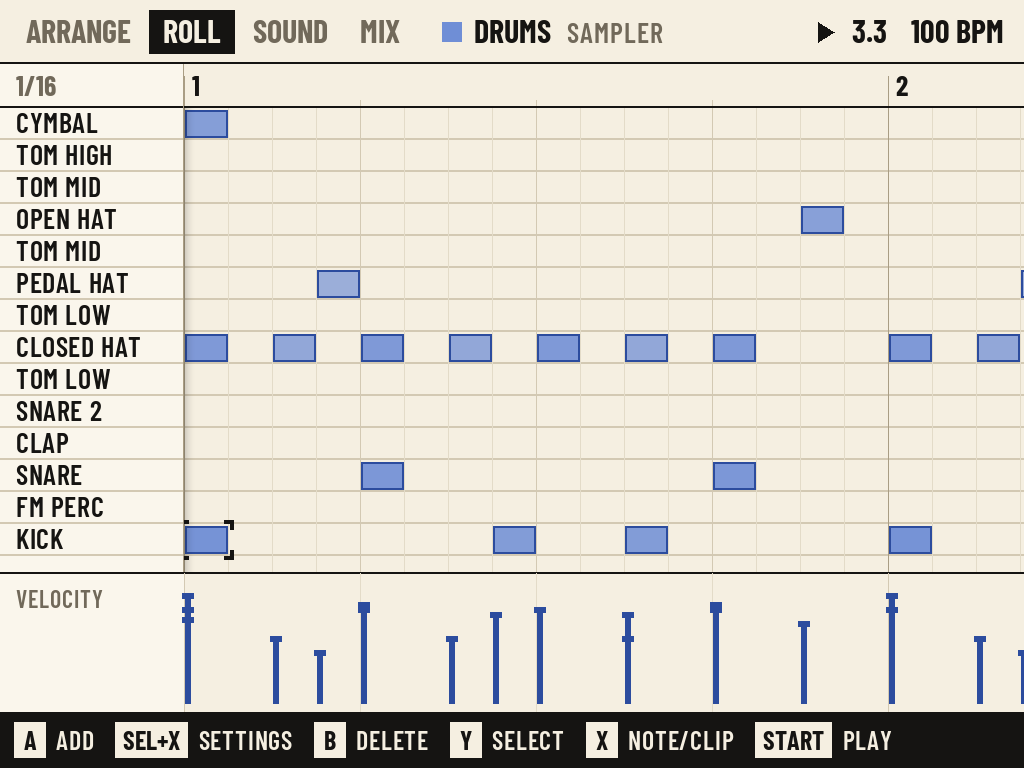 ARRANGE ROLL SOUND MIX DRUMS SAMPLER 3.3 100 BPM
1/16 1 2
CYMBAL
TOM HIGH
TOM MID
OPEN HAT
TOM MID
PEDAL HAT
TOM LOW
CLOSED HAT
TOM LOW
SNARE 2
CLAP
SNARE
FM PERC
KICK
VELOCITY
A ADD SEL+X SETTINGS B DELETE Y SELECT X NOTE/CLIP START PLAY